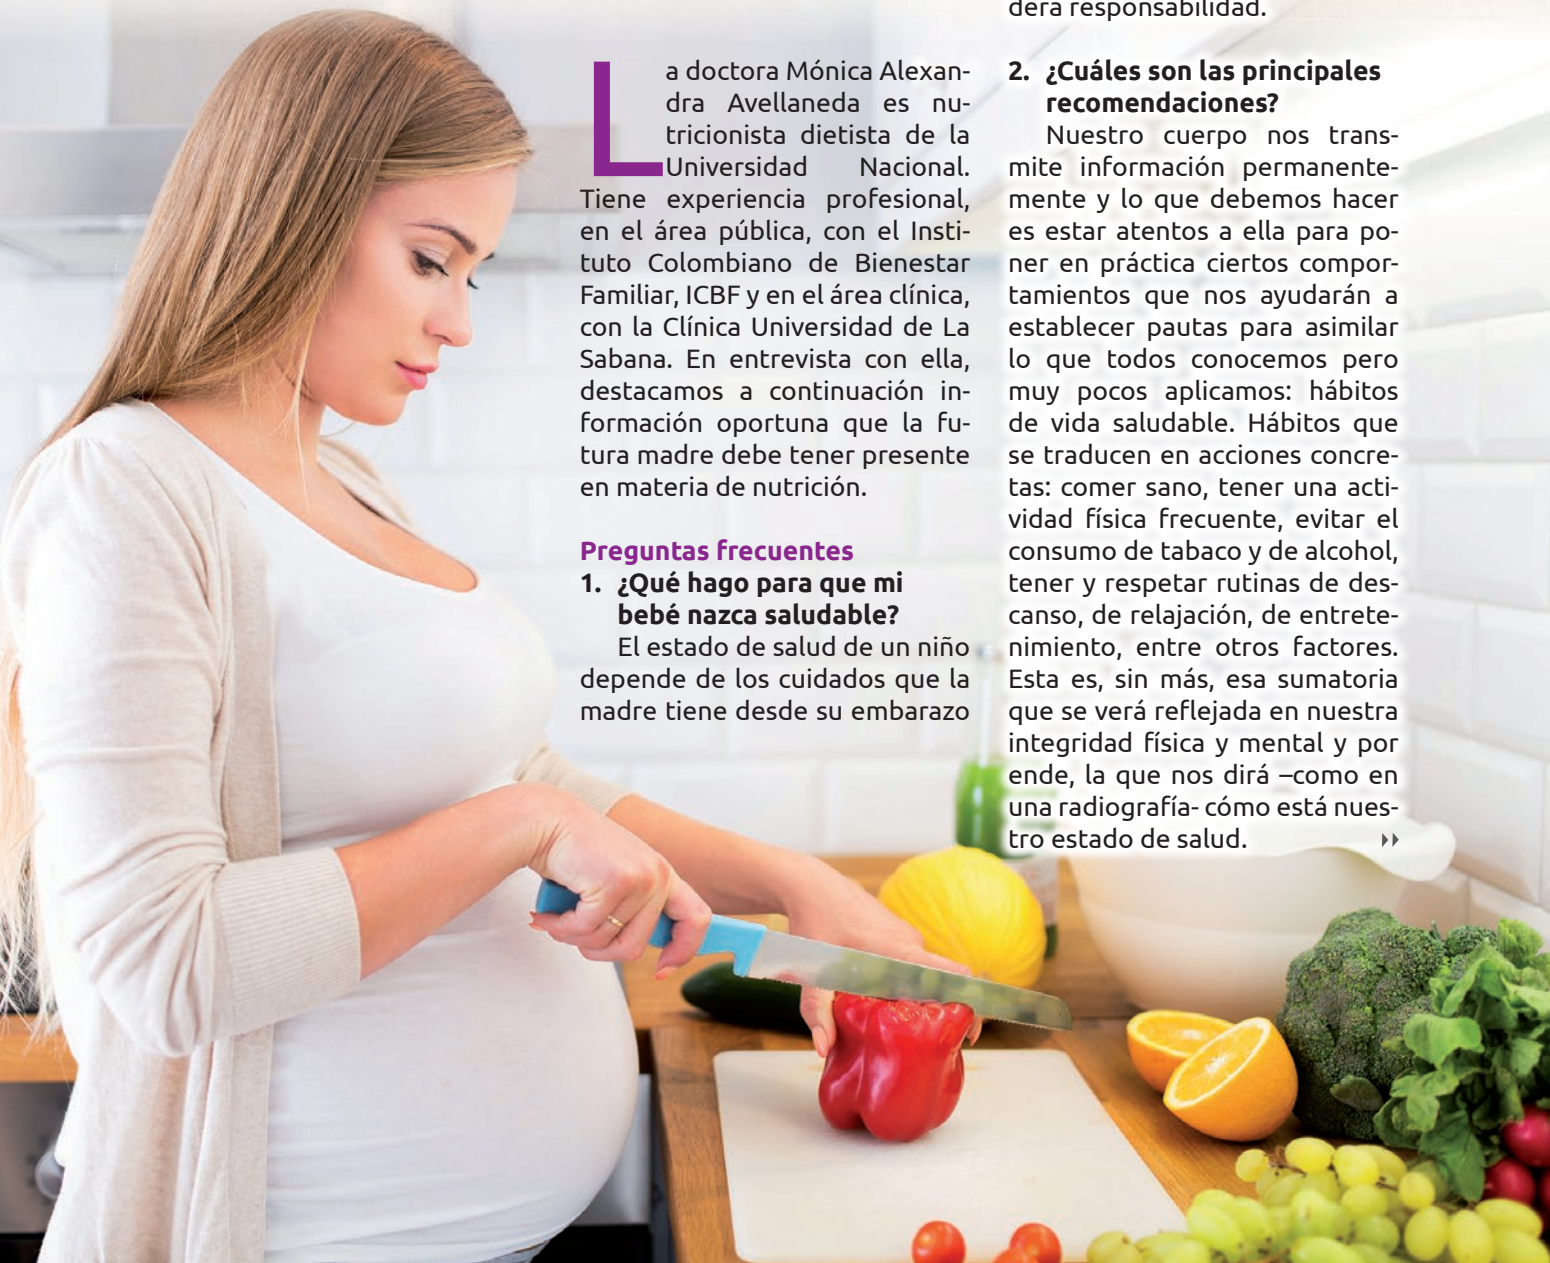 La doctora Mónica Alexan-
dra Avellaneda es nu-
tricionista dietista de la
Universidad Nacional.
Tiene experiencia profesional,
en el área pública, con el Insti-
tuto Colombiano de Bienestar
Familiar, ICBF y en el área clínica,
con la Clínica Universidad de La
Sabana. En entrevista con ella,
destacamos a continuación in-
formación oportuna que la fu-
tura madre debe tener presente
en materia de nutrición.
Preguntas frecuentes
1. ¿Qué hago para que mi
bebé nazca saludable?
El estado de salud de un niño
depende de los cuidados que la
madre tiene desde su embarazo
dera responsabilidad.
2. ¿Cuáles son las principales
recomendaciones?
Nuestro cuerpo nos trans-
mite información permanente-
mente y lo que debemos hacer
es estar atentos a ella para po-
ner en práctica ciertos compor-
tamientos que nos ayudarán a
establecer pautas para asimilar
lo que todos conocemos pero
muy pocos aplicamos: hábitos
de vida saludable. Hábitos que
se traducen en acciones concre-
tas: comer sano, tener una acti-
vidad física frecuente, evitar el
consumo de tabaco y de alcohol,
tener y respetar rutinas de des-
canso, de relajación, de entrete-
nimiento, entre otros factores.
Esta es, sin más, esa sumatoria
que se verá reflejada en nuestra
integridad física y mental y por
ende, la que nos dirá –como en
una radiografía- cómo está nues-
tro estado de salud.